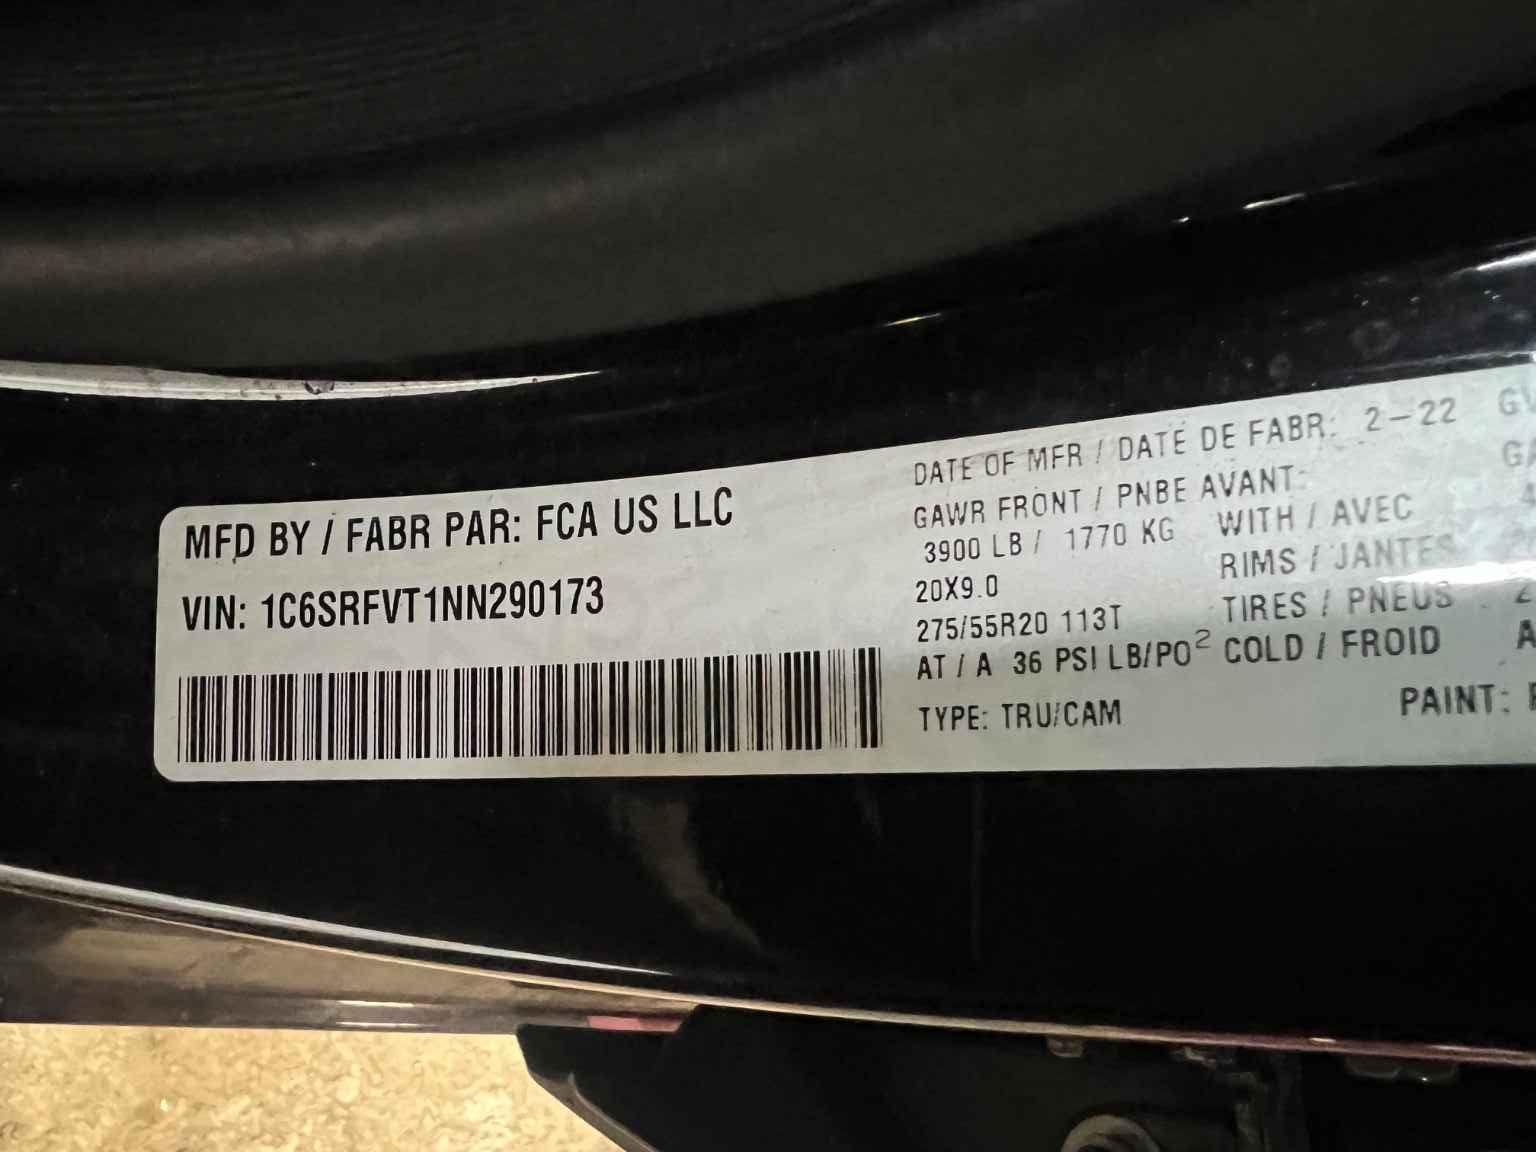 MFD BY / FABR PAR: FCA US LLC
VIN: 1C6SRFVT1NN290173
DATE OF MFR / DATE DE FABR: 2-22
GAWR FRONT / PNBE AVANT:
3900 LB / 1770 KG WITH / AVEC
20X9.0 RIMS / JANTES
275/55R20 113T TIRES / PNEUS
AT / A 36 PSI LB/PO² COLD / FROID
TYPE: TRU/CAM PAINT: